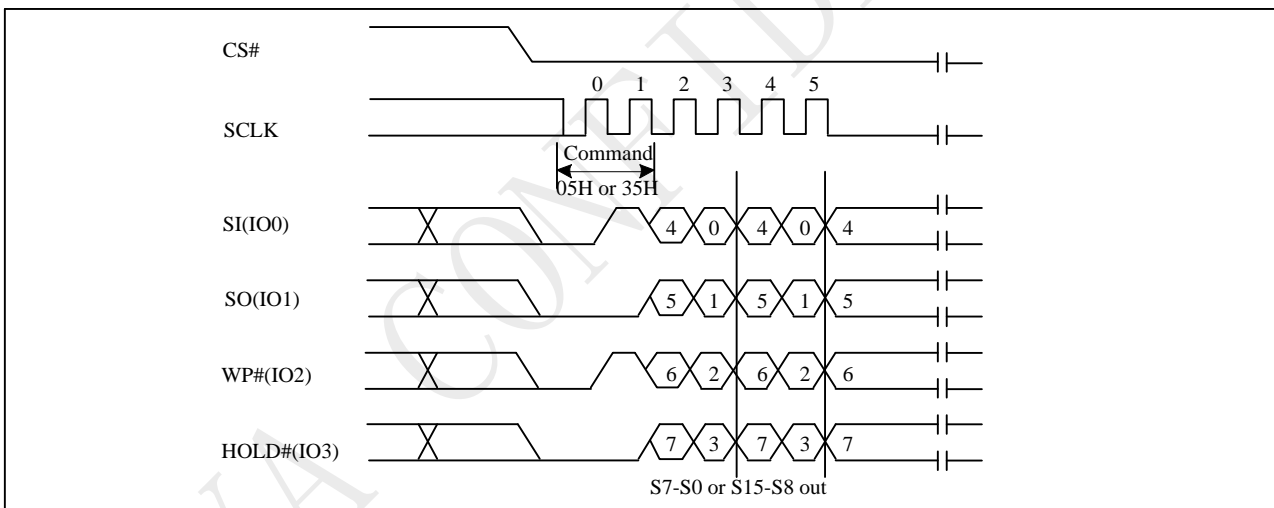 CS#
0 1 2 3 4 5
SCLK
Command
05H or 35H
SI(IO0) 4 0 4 0 4
SO(IO1) 5 1 5 1 5
WP#(IO2) 6 2 6 2 6
HOLD#(IO3) 7 3 7 3 7
S7-S0 or S15-S8 out